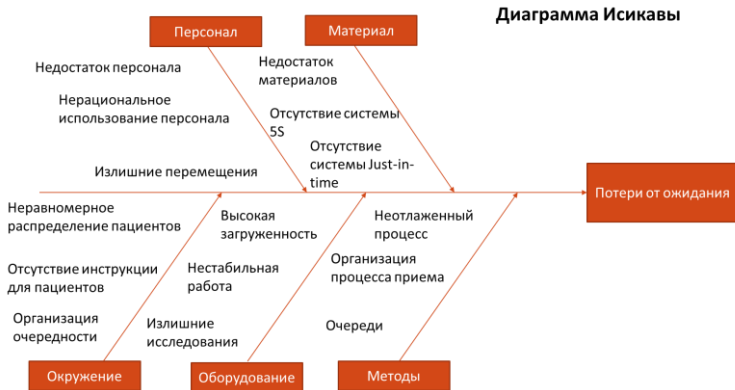 Диаграмма Исикавы
Персонал
Материал
Недостаток персонала
Нерациональное
использование персонала
Излишние перемещения
Недостаток
материалов
Отсутствие системы
5S
Отсутствие
системы Just-in-
time
Потери от ожидания
Неравномерное
распределение пациентов
Отсутствие инструкции
для пациентов
Организация
очередности
Высокая
загруженность
Нестабильная
работа
Излишние
исследования
Неотлаженный
процесс
Организация
процесса приема
Очереди
Окружение
Оборудование
Методы